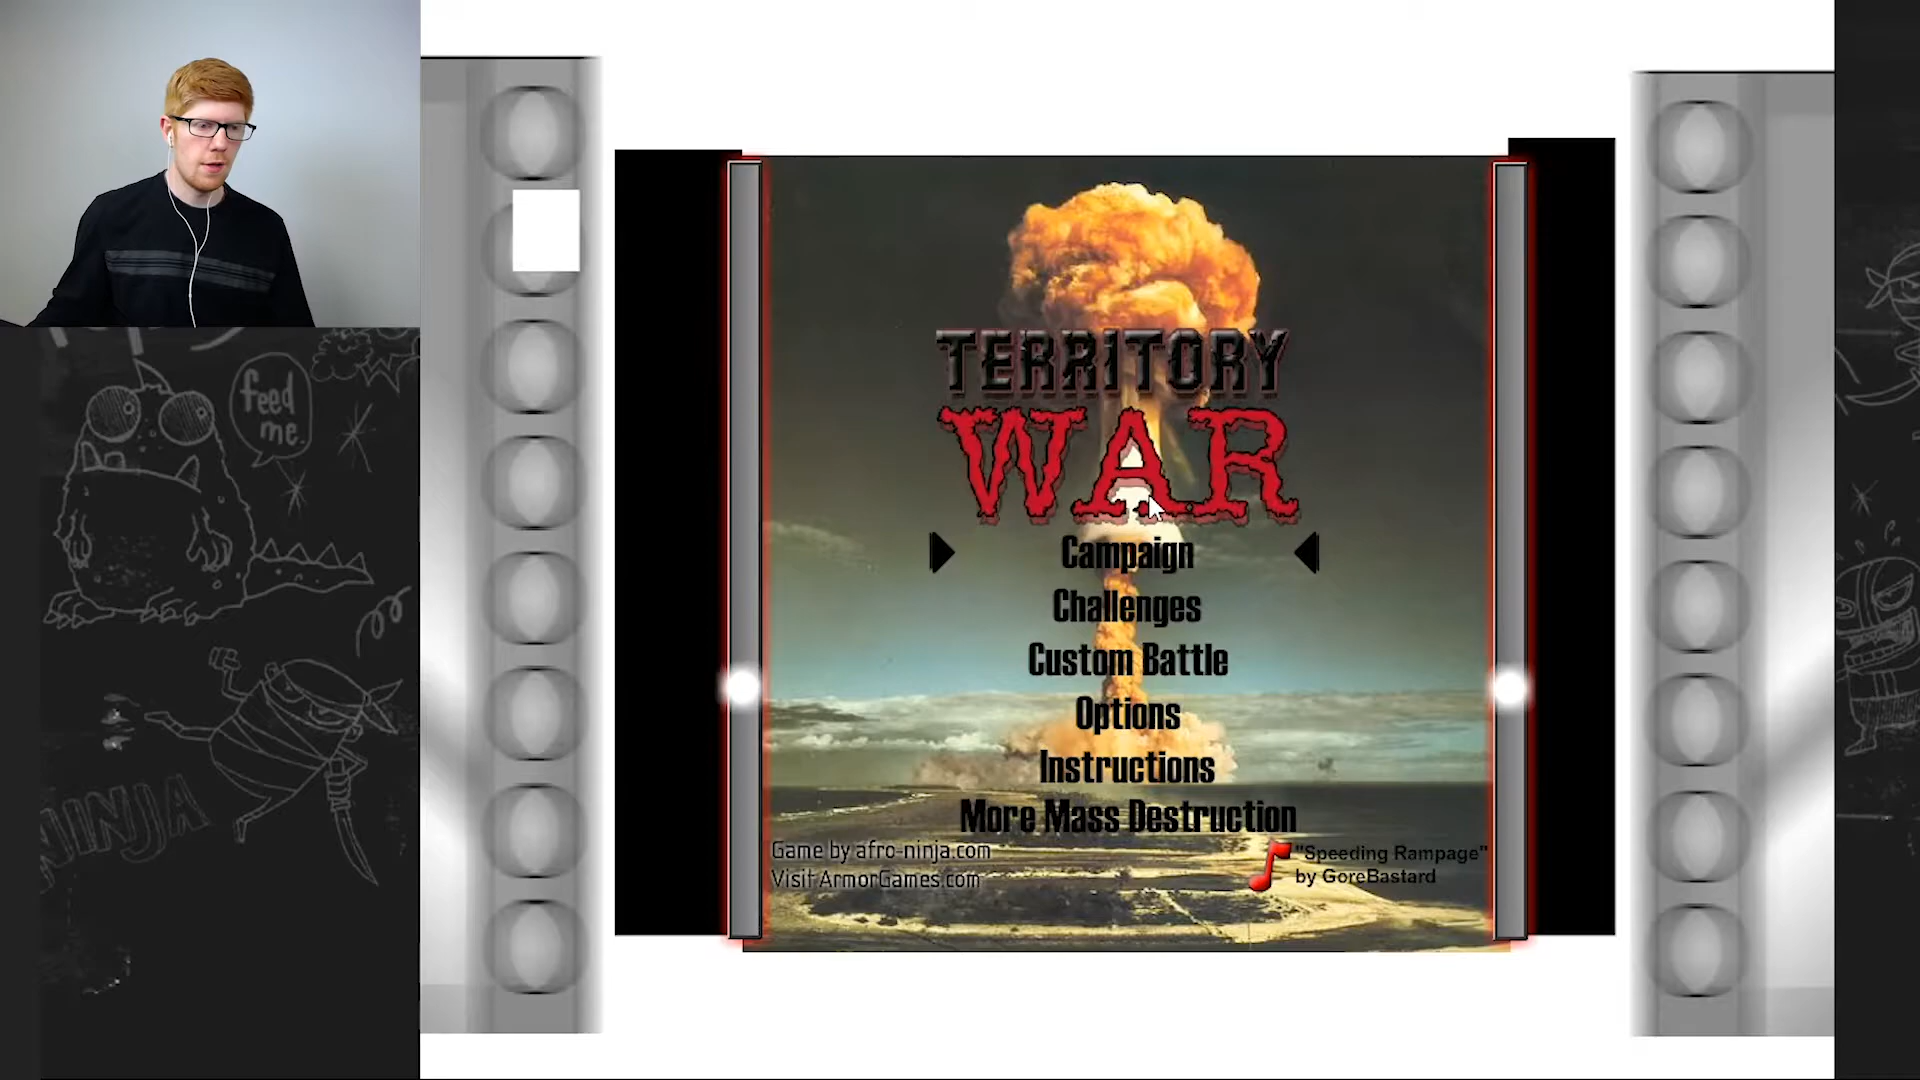 feed
me.
NINJA
TERRITORY
WAR
Campaign
Challenges
Custom Battle
Options
Instructions
More Mass Destruction
Game by afro-ninja.com
Visit ArmorGames.com
"Speeding Rampage"
by GoreBastard